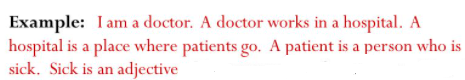 Example: I am a doctor. A doctor works in a hospital. A
hospital is a place where patients go. A patient is a person who is
sick. Sick is an adjective